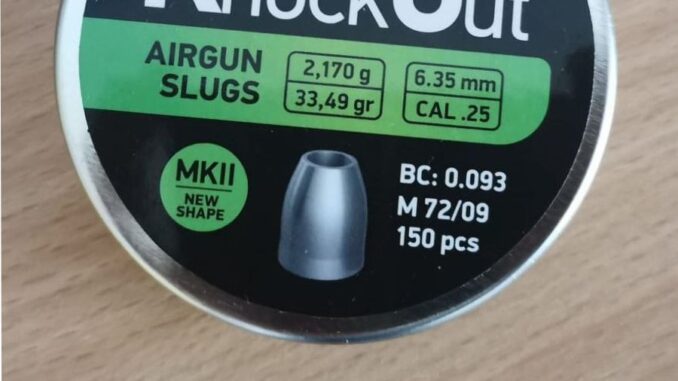 KnockOut
AIRGUN
SLUGS
2,170 g
33,49 gr
6.35 mm
CAL .25
MKII
NEW
SHAPE
BC: 0.093
M 72/09
150 pcs